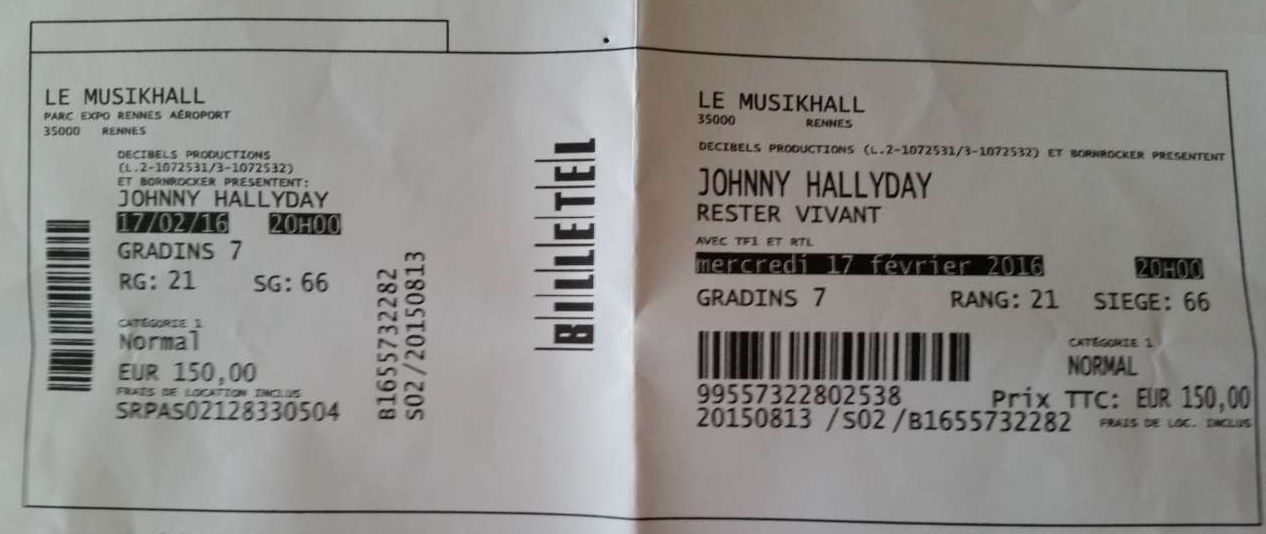 LE MUSIKHALL
PARC EXPO RENNES AÉROPORT
35000 RENNES
DECIBELS PRODUCTIONS
(L.2-1072531/3-1072532)
ET BORNROCKER PRESENTENT:
JOHNNY HALLYDAY
17/02/16 20H00
GRADINS 7
RG: 21 SG: 66
CATÉGORIE 1
Normal
EUR 150,00
FRAIS DE LOCATION INCLUS
SRPAS02128330504
B1655732282
S02/20150813
BILLETEL
LE MUSIKHALL
35000 RENNES
DECIBELS PRODUCTIONS (L.2-1072531/3-1072532) ET BORNROCKER PRESENTENT
JOHNNY HALLYDAY
RESTER VIVANT
AVEC TF1 ET RTL
mercredi 17 février 2016 20H00
GRADINS 7 RANG: 21 SIEGE: 66
CATÉGORIE 1
NORMAL
99557322802538 Prix TTC: EUR 150,00
20150813 /S02 /B1655732282 FRAIS DE LOC. INCLUS